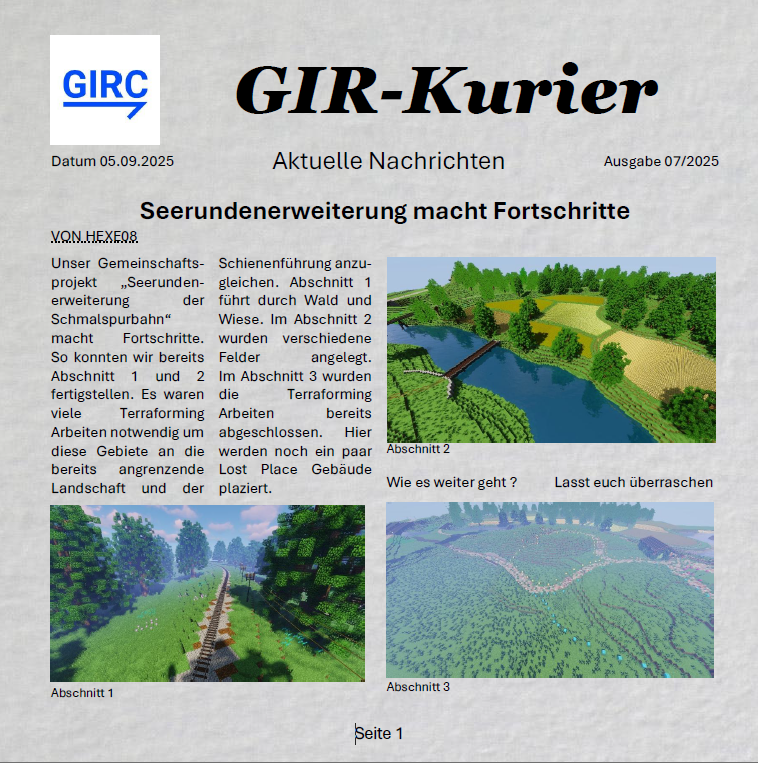 GIRC
GIR-Kurier
Datum 05.09.2025
Aktuelle Nachrichten
Ausgabe 07/2025
Seerundenerweiterung macht Fortschritte
VON HEXE08
Unser Gemeinschafts-
projekt „Seerunden-
erweiterung der
Schmalspurbahn“
macht Fortschritte.
So konnten wir bereits
Abschnitt 1 und 2
fertigstellen. Es waren
viele Terraforming
Arbeiten notwendig um
diese Gebiete an die
bereits angrenzende
Landschaft und der
Schienenführung anzu-
gleichen. Abschnitt 1
führt durch Wald und
Wiese. Im Abschnitt 2
wurden verschiedene
Felder angelegt.
Im Abschnitt 3 wurden
die Terraforming
Arbeiten bereits
abgeschlossen. Hier
werden noch ein paar
Lost Place Gebäude
plaziert.
Abschnitt 2
Wie es weiter geht ? Lasst euch überraschen
Abschnitt 1
Abschnitt 3
Seite 1